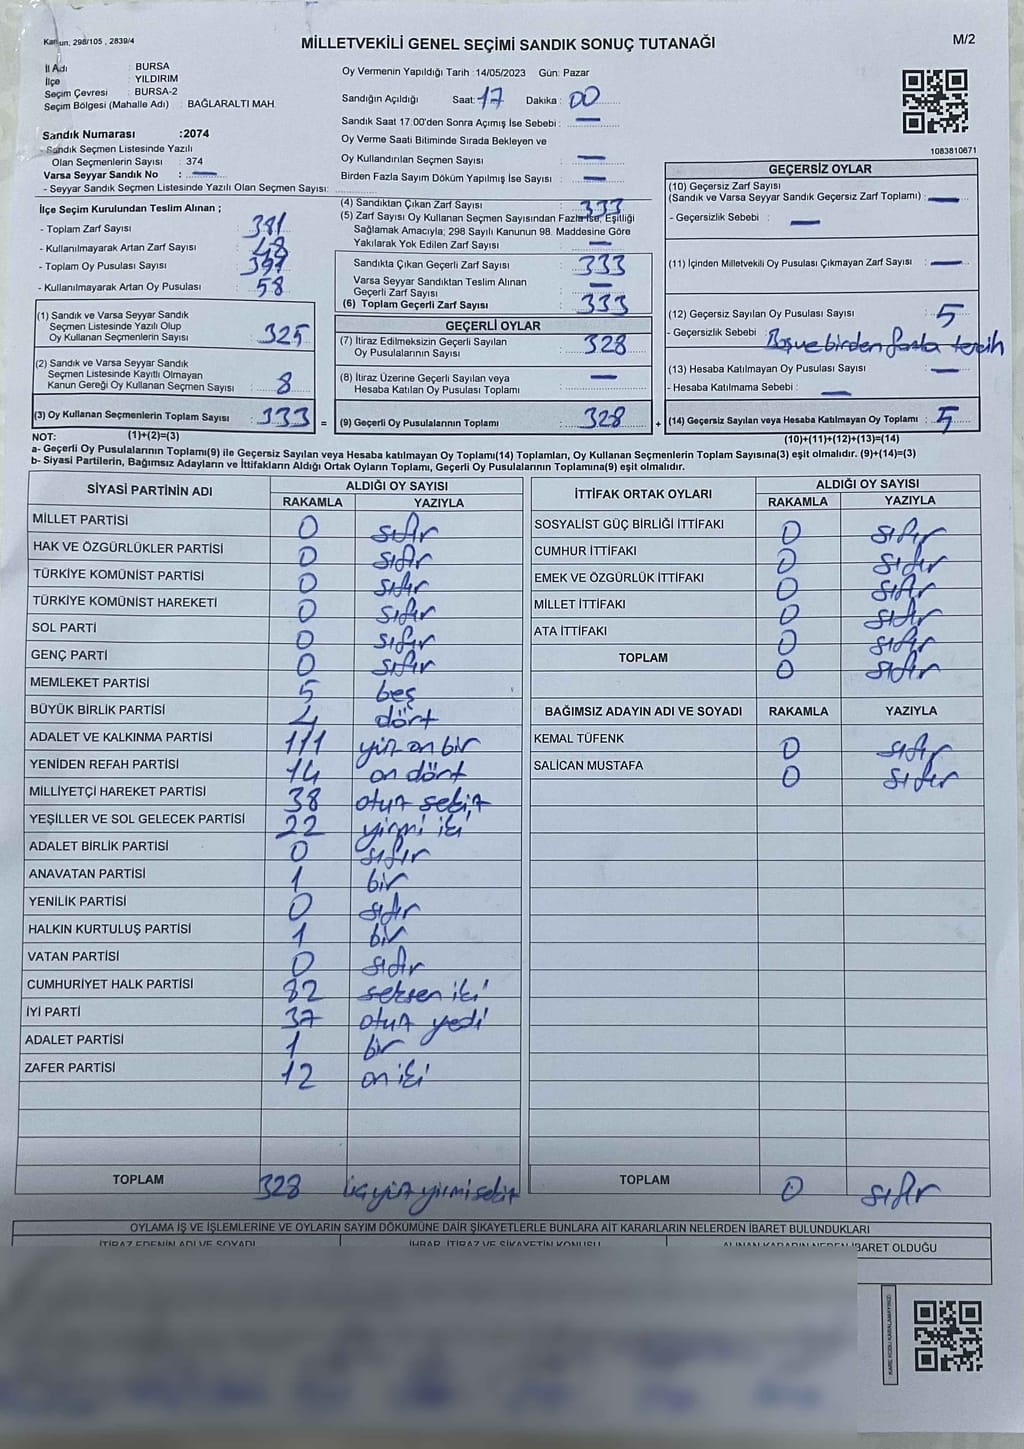 Kanun, 298/105 , 2839/4
MİLLETVEKİLİ GENEL SEÇİMİ SANDIK SONUÇ TUTANAĞI
M/2
İl Adı : BURSA
İlçe : YILDIRIM
Seçim Çevresi : BURSA-2
Seçim Bölgesi (Mahalle Adı) : BAĞLARALTI MAH.
Sandık Numarası :2074
- Sandık Seçmen Listesinde Yazılı
Olan Seçmenlerin Sayısı : 374
Varsa Seyyar Sandık No : —
- Seyyar Sandık Seçmen Listesinde Yazılı Olan Seçmen Sayısı:
Oy Vermenin Yapıldığı Tarih :14/05/2023 Gün: Pazar
Sandığın Açıldığı Saat: 17 Dakika : 00
Sandık Saat 17.00'den Sonra Açımış İse Sebebi : —
Oy Verme Saati Bitiminde Sırada Bekleyen ve
Oy Kullandırılan Seçmen Sayısı —
Birden Fazla Sayım Döküm Yapılmış İse Sayısı : —
1083810671
İlçe Seçim Kurulundan Teslim Alınan ;
- Toplam Zarf Sayısı : 381
- Kullanılmayarak Artan Zarf Sayısı : 48
- Toplam Oy Pusulası Sayısı :
- Kullanılmayarak Artan Oy Pusulası : 58
(1) Sandık ve Varsa Seyyar Sandık
Seçmen Listesinde Yazılı Olup
Oy Kullanan Seçmenlerin Sayısı : 325
(2) Sandık ve Varsa Seyyar Sandık
Seçmen Listesinde Kayıtlı Olmayan
Kanun Gereği Oy Kullanan Seçmen Sayısı : 8
(3) Oy Kullanan Seçmenlerin Toplam Sayısı : 333 =
(4) Sandıktan Çıkan Zarf Sayısı : 333
(5) Zarf Sayısı Oy Kullanan Seçmen Sayısından Fazla İse, Eşitliği
Sağlamak Amacıyla; 298 Sayılı Kanunun 98. Maddesine Göre
Yakılarak Yok Edilen Zarf Sayısı : —
Sandıkta Çıkan Geçerli Zarf Sayısı : 333
Varsa Seyyar Sandıktan Teslim Alınan
Geçerli Zarf Sayısı : —
(6) Toplam Geçerli Zarf Sayısı : 333
GEÇERLİ OYLAR
(7) İtiraz Edilmeksizin Geçerli Sayılan
Oy Pusulalarının Sayısı : 328
(8) İtiraz Üzerine Geçerli Sayılan veya
Hesaba Katılan Oy Pusulası Toplamı : —
(9) Geçerli Oy Pusulalarının Toplamı : 328 +
GEÇERSİZ OYLAR
(10) Geçersiz Zarf Sayısı
(Sandık ve Varsa Seyyar Sandık Geçersiz Zarf Toplamı) : —
- Geçersizlik Sebebi : —
(11) İçinden Milletvekili Oy Pusulası Çıkmayan Zarf Sayısı : —
(12) Geçersiz Sayılan Oy Pusulası Sayısı : 5
- Geçersizlik Sebebi : Boş ve birden fazla tercih
(13) Hesaba Katılmayan Oy Pusulası Sayısı : —
- Hesaba Katılmama Sebebi : —
(14) Geçersiz Sayılan veya Hesaba Katılmayan Oy Toplamı : 5
NOT: (1)+(2)=(3)
(10)+(11)+(12)+(13)=(14)
a- Geçerli Oy Pusulalarının Toplamı(9) ile Geçersiz Sayılan veya Hesaba katılmayan Oy Toplamı(14) Toplamları, Oy Kullanan Seçmenlerin Toplam Sayısına(3) eşit olmalıdır. (9)+(14)=(3)
b- Siyasi Partilerin, Bağımsız Adayların ve İttifakların Aldığı Ortak Oyların Toplamı, Geçerli Oy Pusulalarının Toplamına(9) eşit olmalıdır.
SİYASİ PARTİNİN ADI ALDIĞI OY SAYISI
RAKAMLA YAZIYLA
MİLLET PARTİSİ 0 sıfır
HAK VE ÖZGÜRLÜKLER PARTİSİ 0 sıfır
TÜRKİYE KOMÜNİST PARTİSİ 0 sıfır
TÜRKİYE KOMÜNİST HAREKETİ 0 sıfır
SOL PARTİ 0 sıfır
GENÇ PARTİ 0 sıfır
MEMLEKET PARTİSİ 5 beş
BÜYÜK BİRLİK PARTİSİ 4 dört
ADALET VE KALKINMA PARTİSİ 111 yüz on bir
YENİDEN REFAH PARTİSİ 14 on dört
MİLLİYETÇİ HAREKET PARTİSİ 38 otuz sekiz
YEŞİLLER VE SOL GELECEK PARTİSİ 22 yirmi iki
ADALET BİRLİK PARTİSİ 0 sıfır
ANAVATAN PARTİSİ 1 bir
YENİLİK PARTİSİ 0 sıfır
HALKIN KURTULUŞ PARTİSİ 1 bir
VATAN PARTİSİ 0 sıfır
CUMHURİYET HALK PARTİSİ 82 seksen iki
İYİ PARTİ 37 otuz yedi
ADALET PARTİSİ 1 bir
ZAFER PARTİSİ 12 on iki
TOPLAM 328 üçyüz yirmi sekiz
İTTİFAK ORTAK OYLARI ALDIĞI OY SAYISI
RAKAMLA YAZIYLA
SOSYALİST GÜÇ BİRLİĞİ İTTİFAKI 0 sıfır
CUMHUR İTTİFAKI 0 sıfır
EMEK VE ÖZGÜRLÜK İTTİFAKI 0 sıfır
MİLLET İTTİFAKI 0 sıfır
ATA İTTİFAKI 0 sıfır
TOPLAM 0 sıfır
BAĞIMSIZ ADAYIN ADI VE SOYADI RAKAMLA YAZIYLA
KEMAL TÜFENK 0 sıfır
SALİCAN MUSTAFA 0 sıfır
TOPLAM 0 sıfır
OYLAMA İŞ VE İŞLEMLERİNE VE OYLARIN SAYIM DÖKÜMÜNE DAİR ŞİKAYETLERLE BUNLARA AİT KARARLARIN NELERDEN İBARET BULUNDUKLARI
İTİRAZ EDENİN ADI VE SOYADI İHBAR, İTİRAZ VE ŞİKAYETİN KONUSU ALINAN KARARIN NEDEN İBARET OLDUĞU
KARE KODU KARALAMAYINIZ!